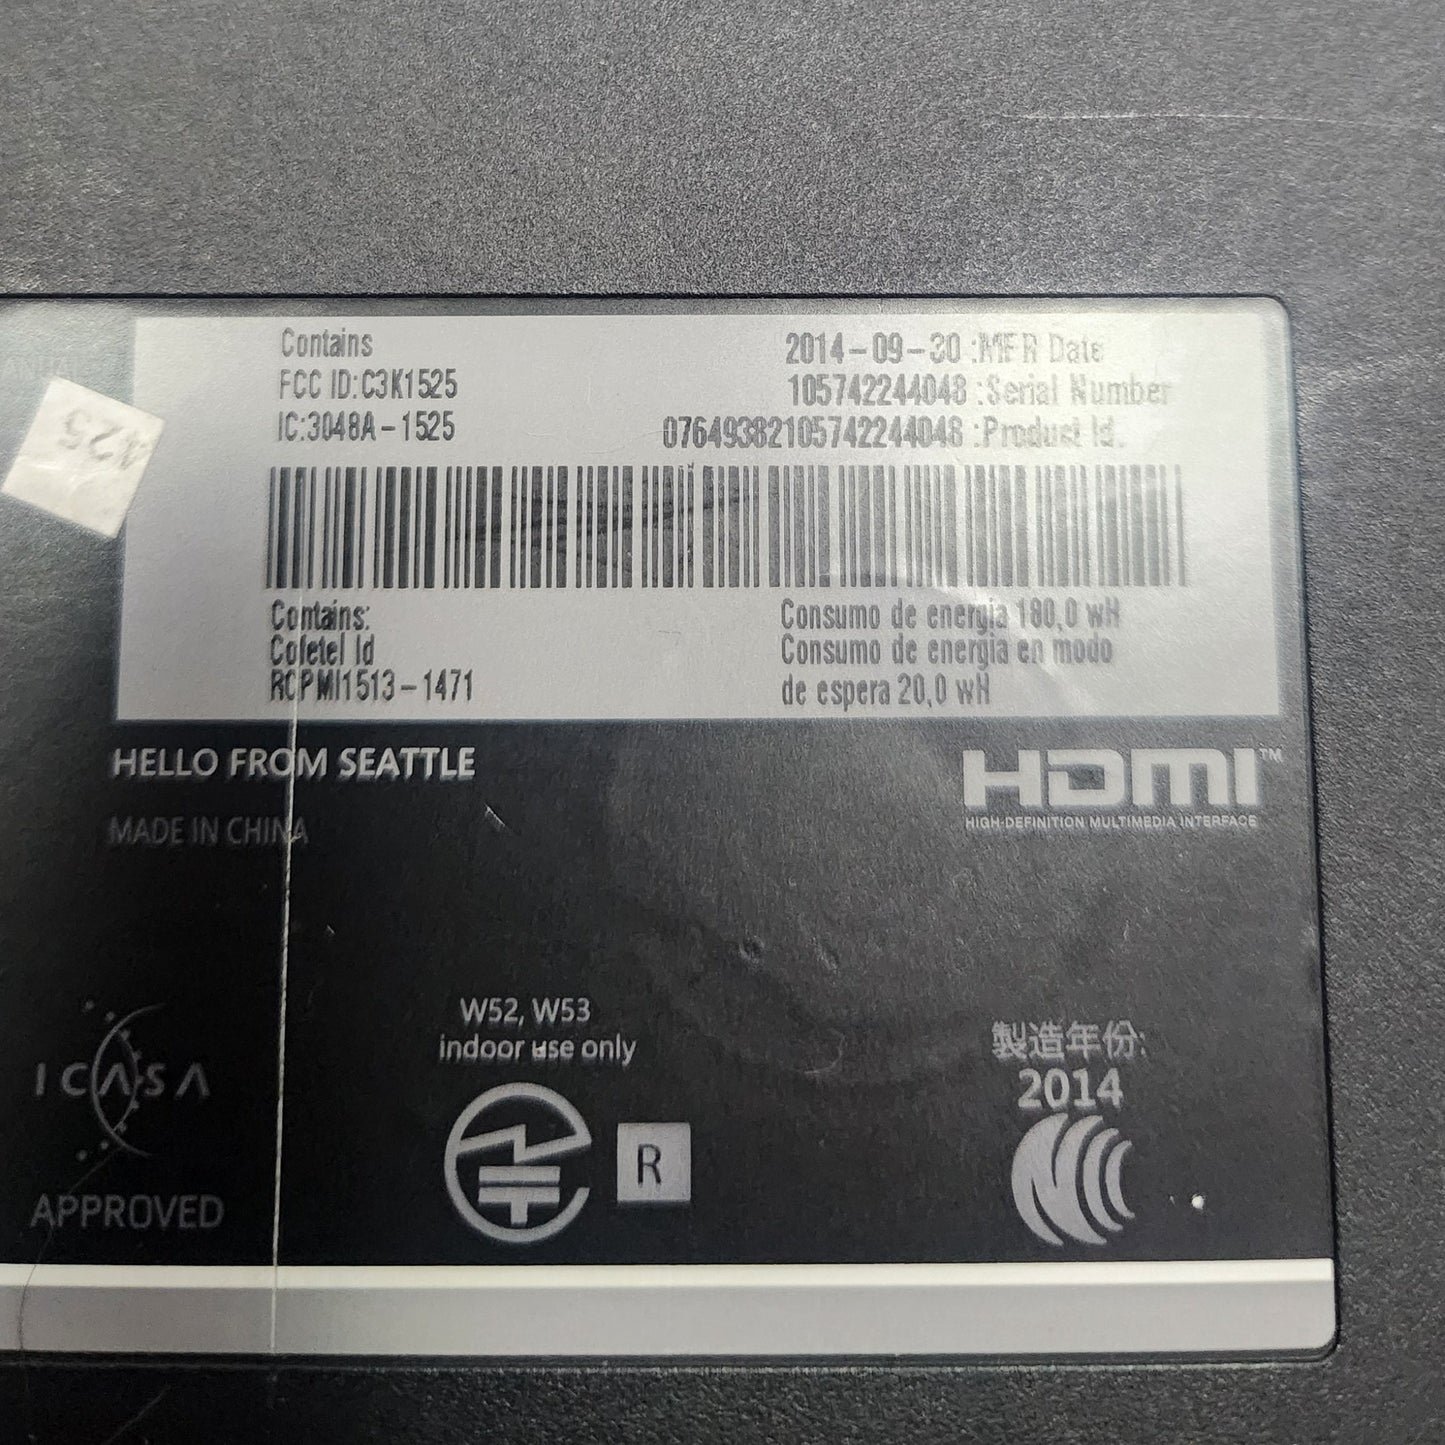 Contains
FCC ID:C3K1525
IC:3048A-1525
2014-09-30 :MFR Date
105742244048 :Serial Number
07649382105742244048 :Product Id.
425
Contains:
Cofetel Id
RCPMI1513-1471
Consumo de energia 180,0 wH
Consumo de energia en modo
de espera 20,0 wH
HELLO FROM SEATTLE
MADE IN CHINA
HDMI™
HIGH-DEFINITION MULTIMEDIA INTERFACE
ICASA
APPROVED
W52, W53
indoor use only
R
製造年份:
2014